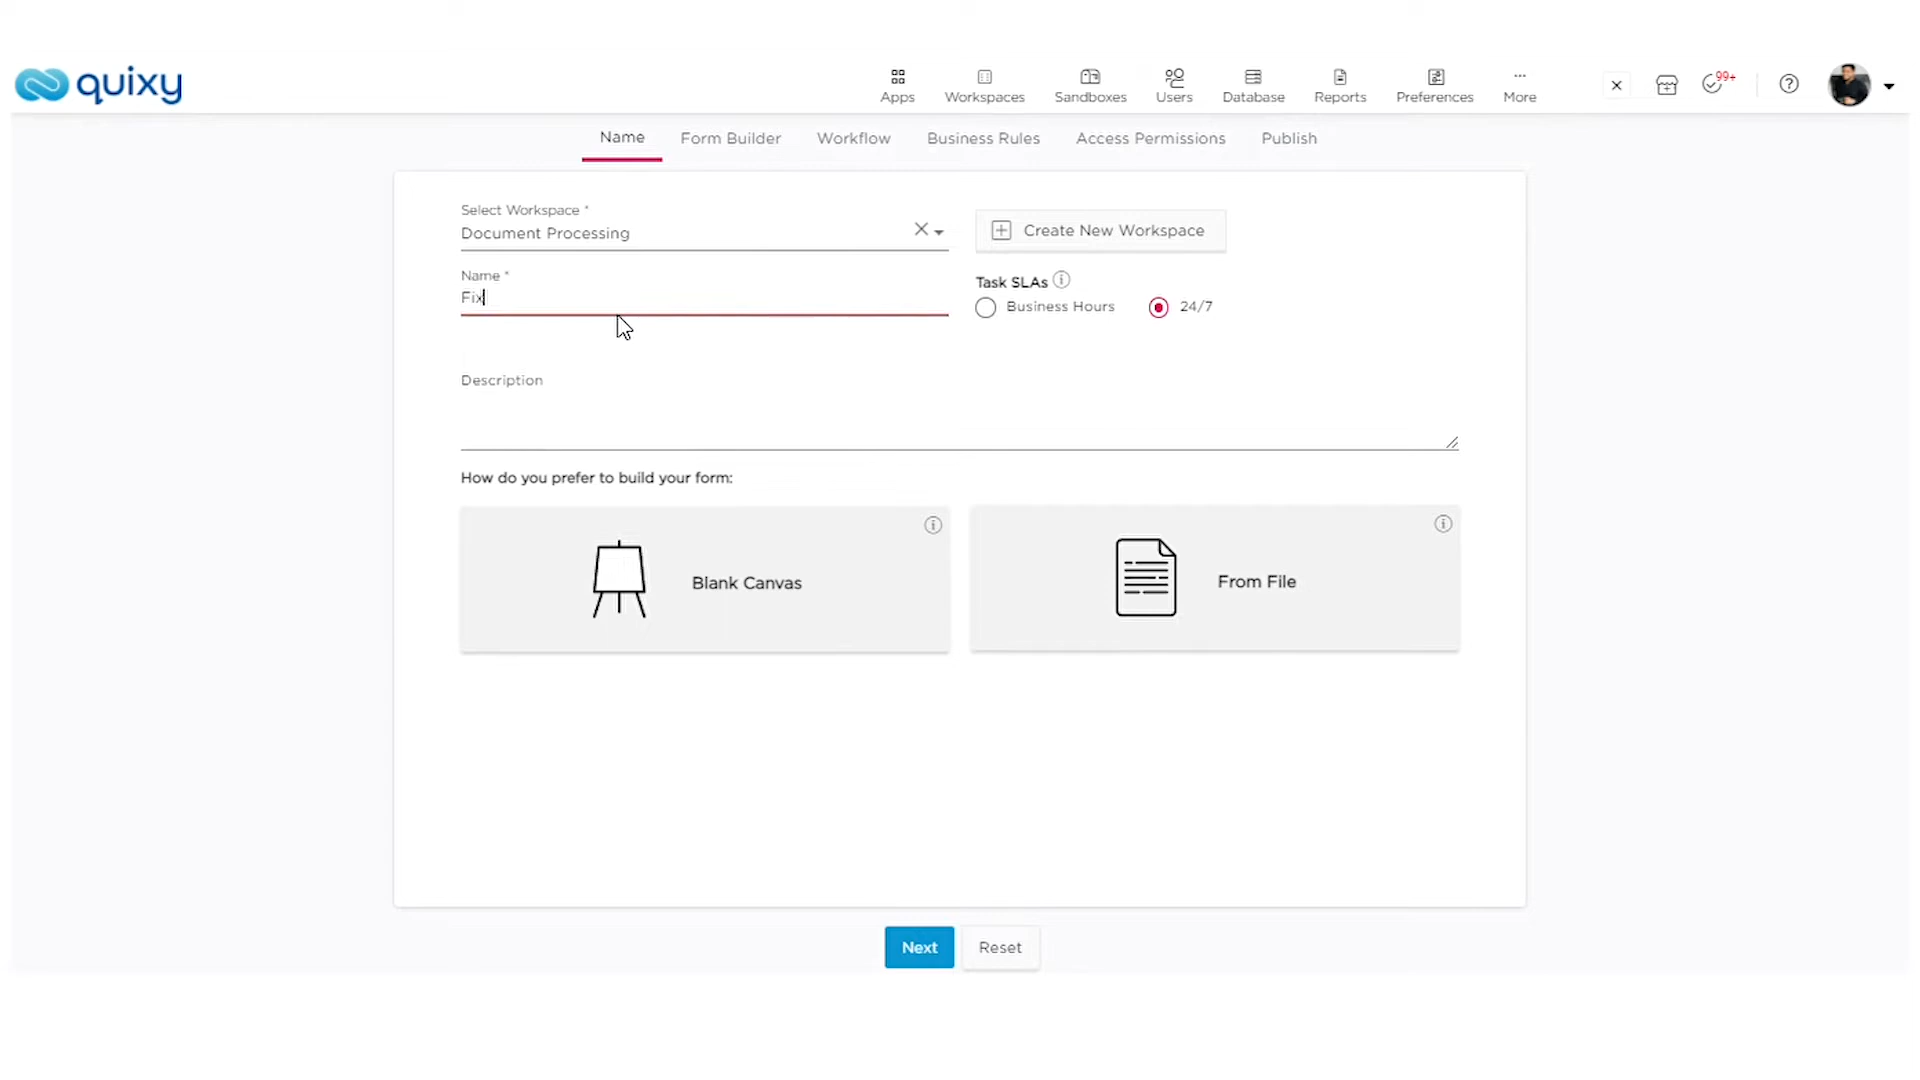 quixy
Apps Workspaces Sandboxes Users Database Reports Preferences More 99+
Name Form Builder Workflow Business Rules Access Permissions Publish
Select Workspace *
Document Processing
Create New Workspace
Name *
Fix
Task SLAs
Business Hours 24/7
Description
How do you prefer to build your form:
Blank Canvas
From File
Next Reset